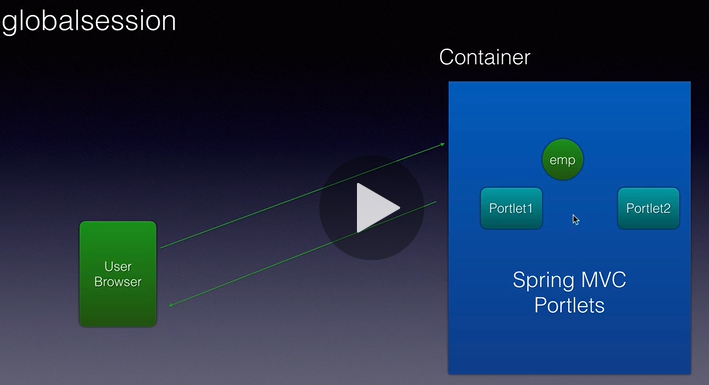 globalsession
Container
emp
Portlet1
Portlet2
User
Browser
Spring MVC
Portlets